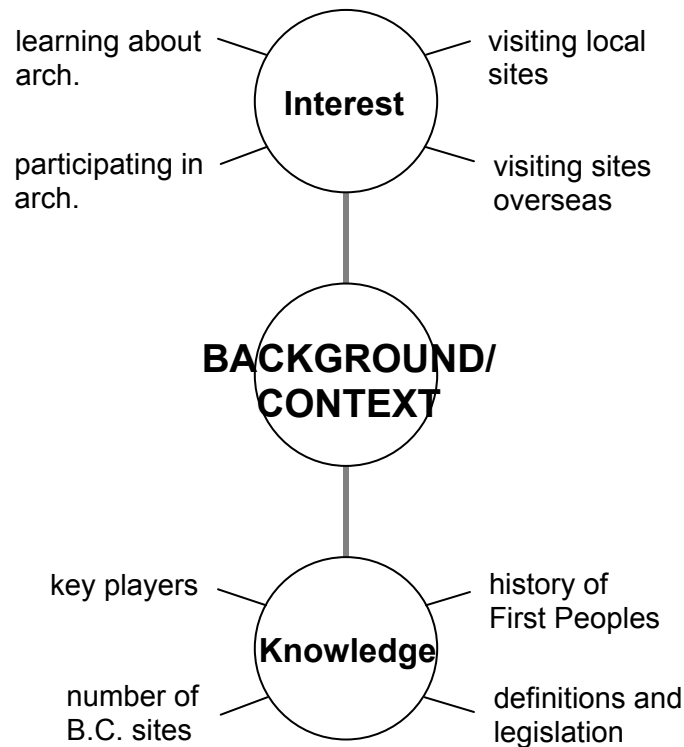 learning about
arch.
visiting local
sites
Interest
participating in
arch.
visiting sites
overseas
BACKGROUND/
CONTEXT
key players
history of
First Peoples
Knowledge
number of
B.C. sites
definitions and
legislation